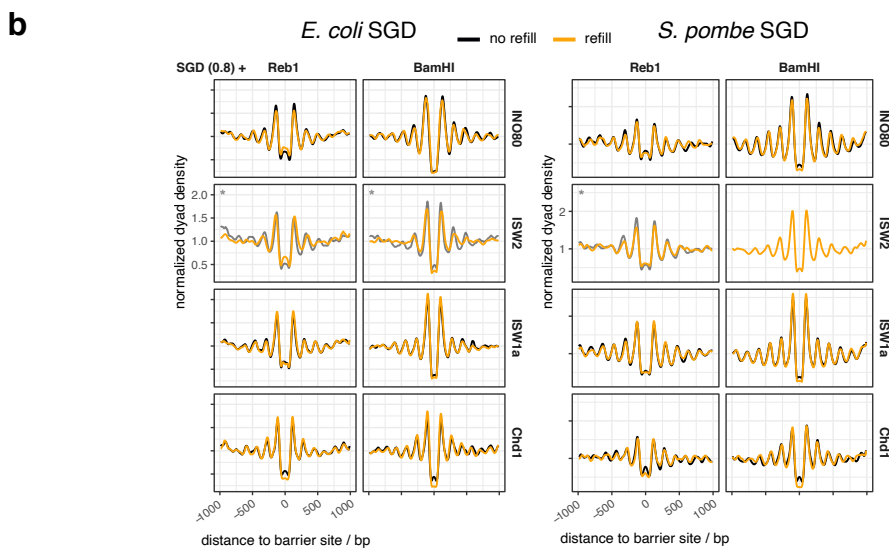 b
E. coli SGD
no refill
refill
S. pombe SGD
SGD (0.8) +
Reb1
BamHI
Reb1
BamHI
normalized dyad density
INO80
*
*
2.0
1.5
1.0
0.5
ISW2
ISW1a
Chd1
-1000
-500
0
500
1000
distance to barrier site / bp
normalized dyad density
INO80
*
2
1
ISW2
ISW1a
Chd1
-1000
-500
0
500
1000
distance to barrier site / bp